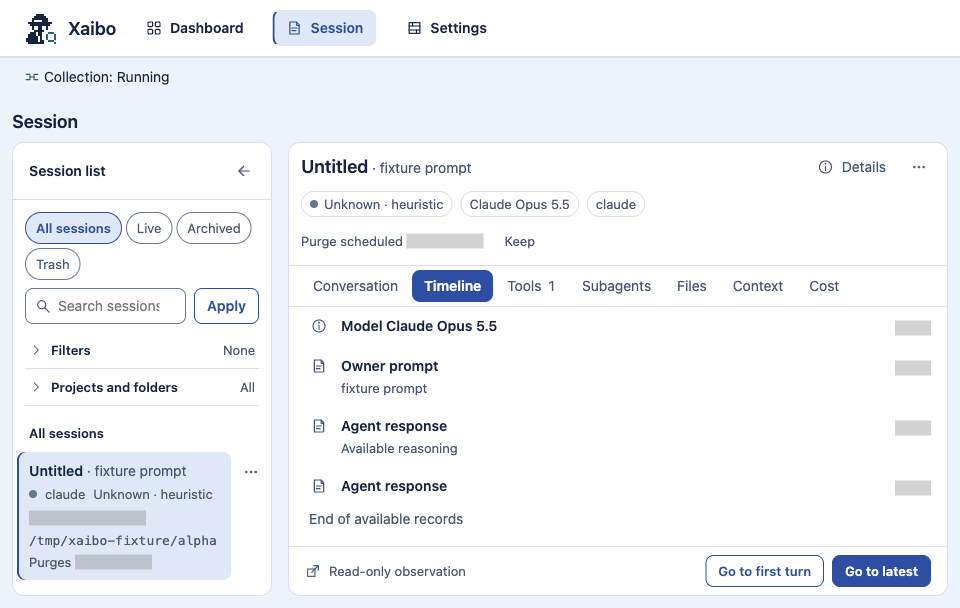 Xaibo Dashboard Session Settings
Collection: Running
Session
Session list
All sessions Live Archived
Trash
Search sessions Apply
Filters None
Projects and folders All
All sessions
Untitled · fixture prompt
claude Unknown · heuristic
/tmp/xaibo-fixture/alpha
Purges
Untitled · fixture prompt Details
Unknown · heuristic Claude Opus 5.5 claude
Purge scheduled Keep
Conversation Timeline Tools 1 Subagents Files Context Cost
Model Claude Opus 5.5
Owner prompt
fixture prompt
Agent response
Available reasoning
Agent response
End of available records
Read-only observation Go to first turn Go to latest